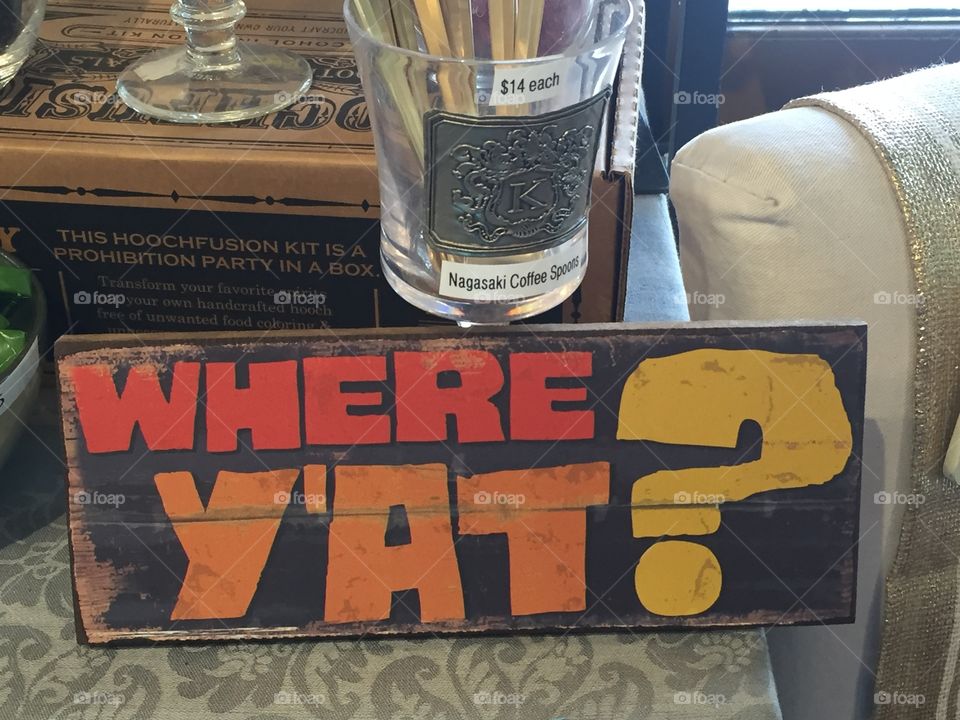 $14 each
K
Nagasaki Coffee Spoons
THIS HOOCHFUSION KIT IS A
PROHIBITION PARTY IN A BOX.
Transform your favorite spirits
your own handcrafted hooch
free of unwanted food coloring &
WHERE
Y'AT?